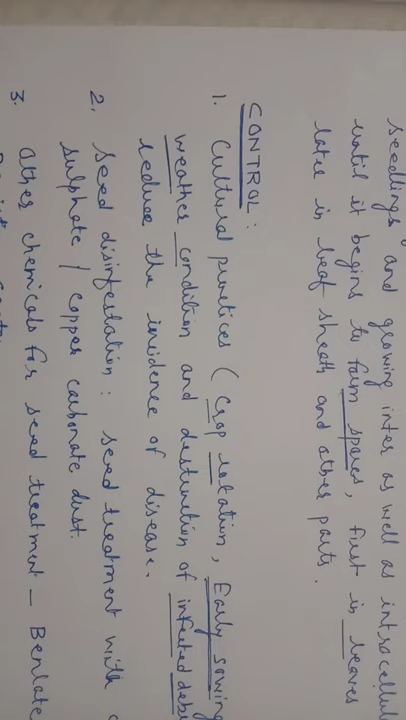 seedlings and growing inter as well as intracellul
until it begins to form spores, first in leaves
later in leaf sheath and other parts.
CONTROL:
1. Cultural practices (Crop rotation, Early sowing
weather condition and destruction of infected deb
reduce the inidence of disease.
2. Seed disinfestation: seed treatment with c
sulphate / copper carbonate dust.
3. Other chemicals for seed treatment - Benlate